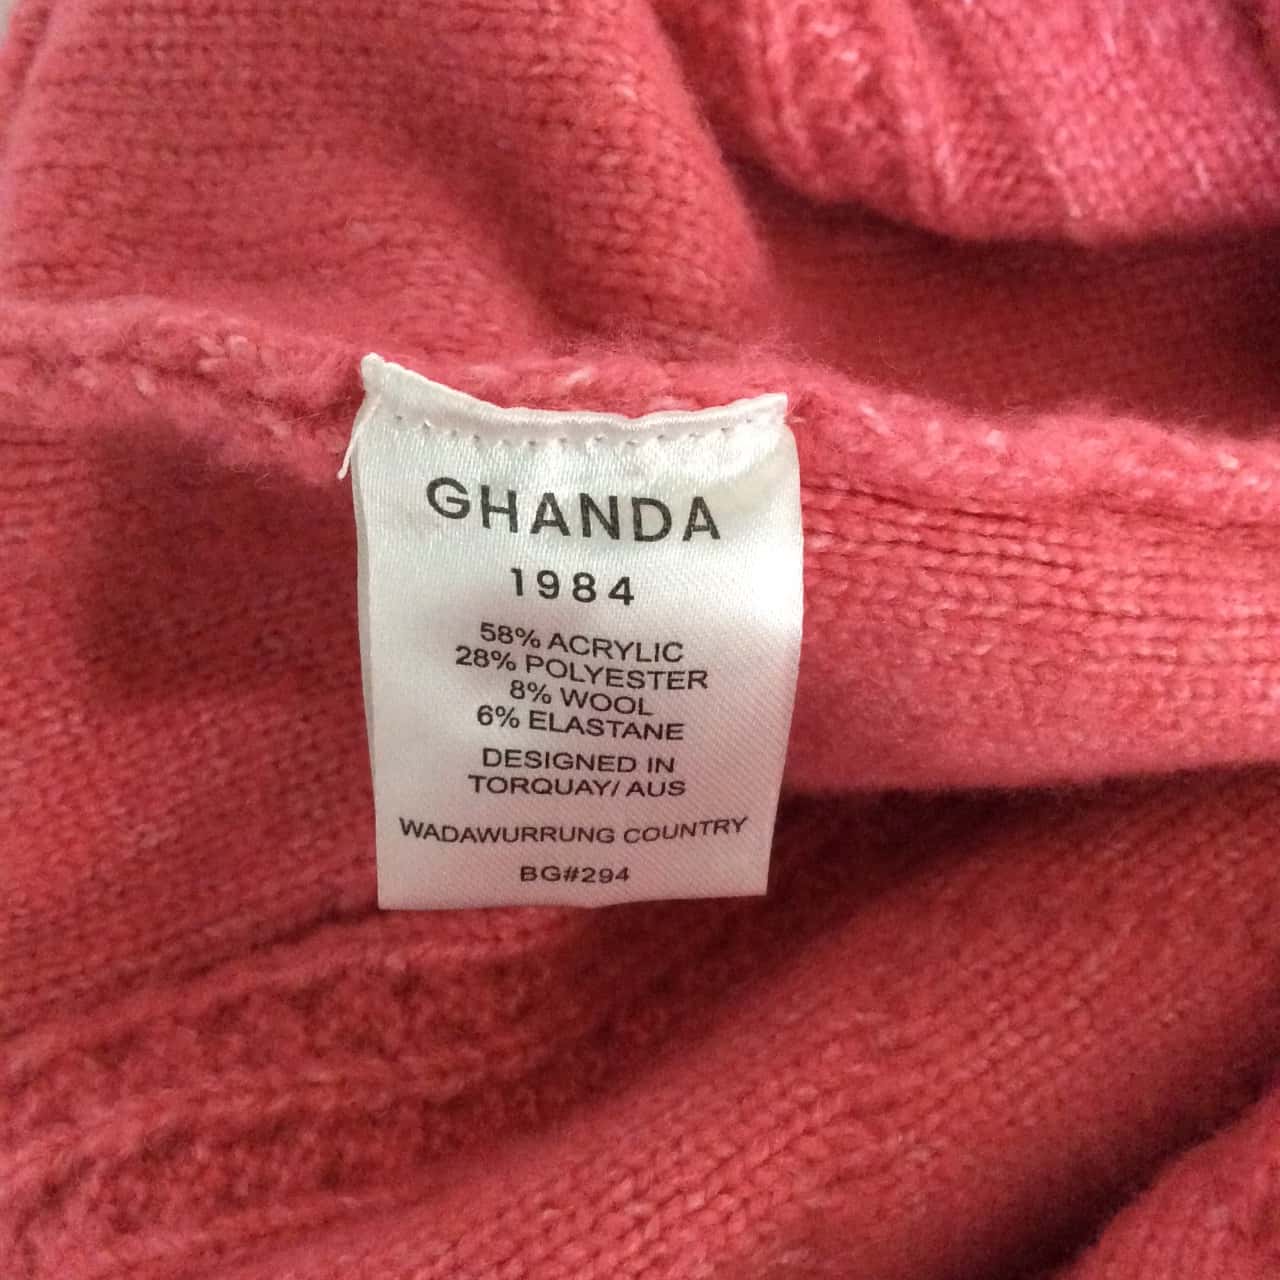 GHANDA
1984
58% ACRYLIC
28% POLYESTER
8% WOOL
6% ELASTANE
DESIGNED IN
TORQUAY/ AUS
WADAWURRUNG COUNTRY
BG#294